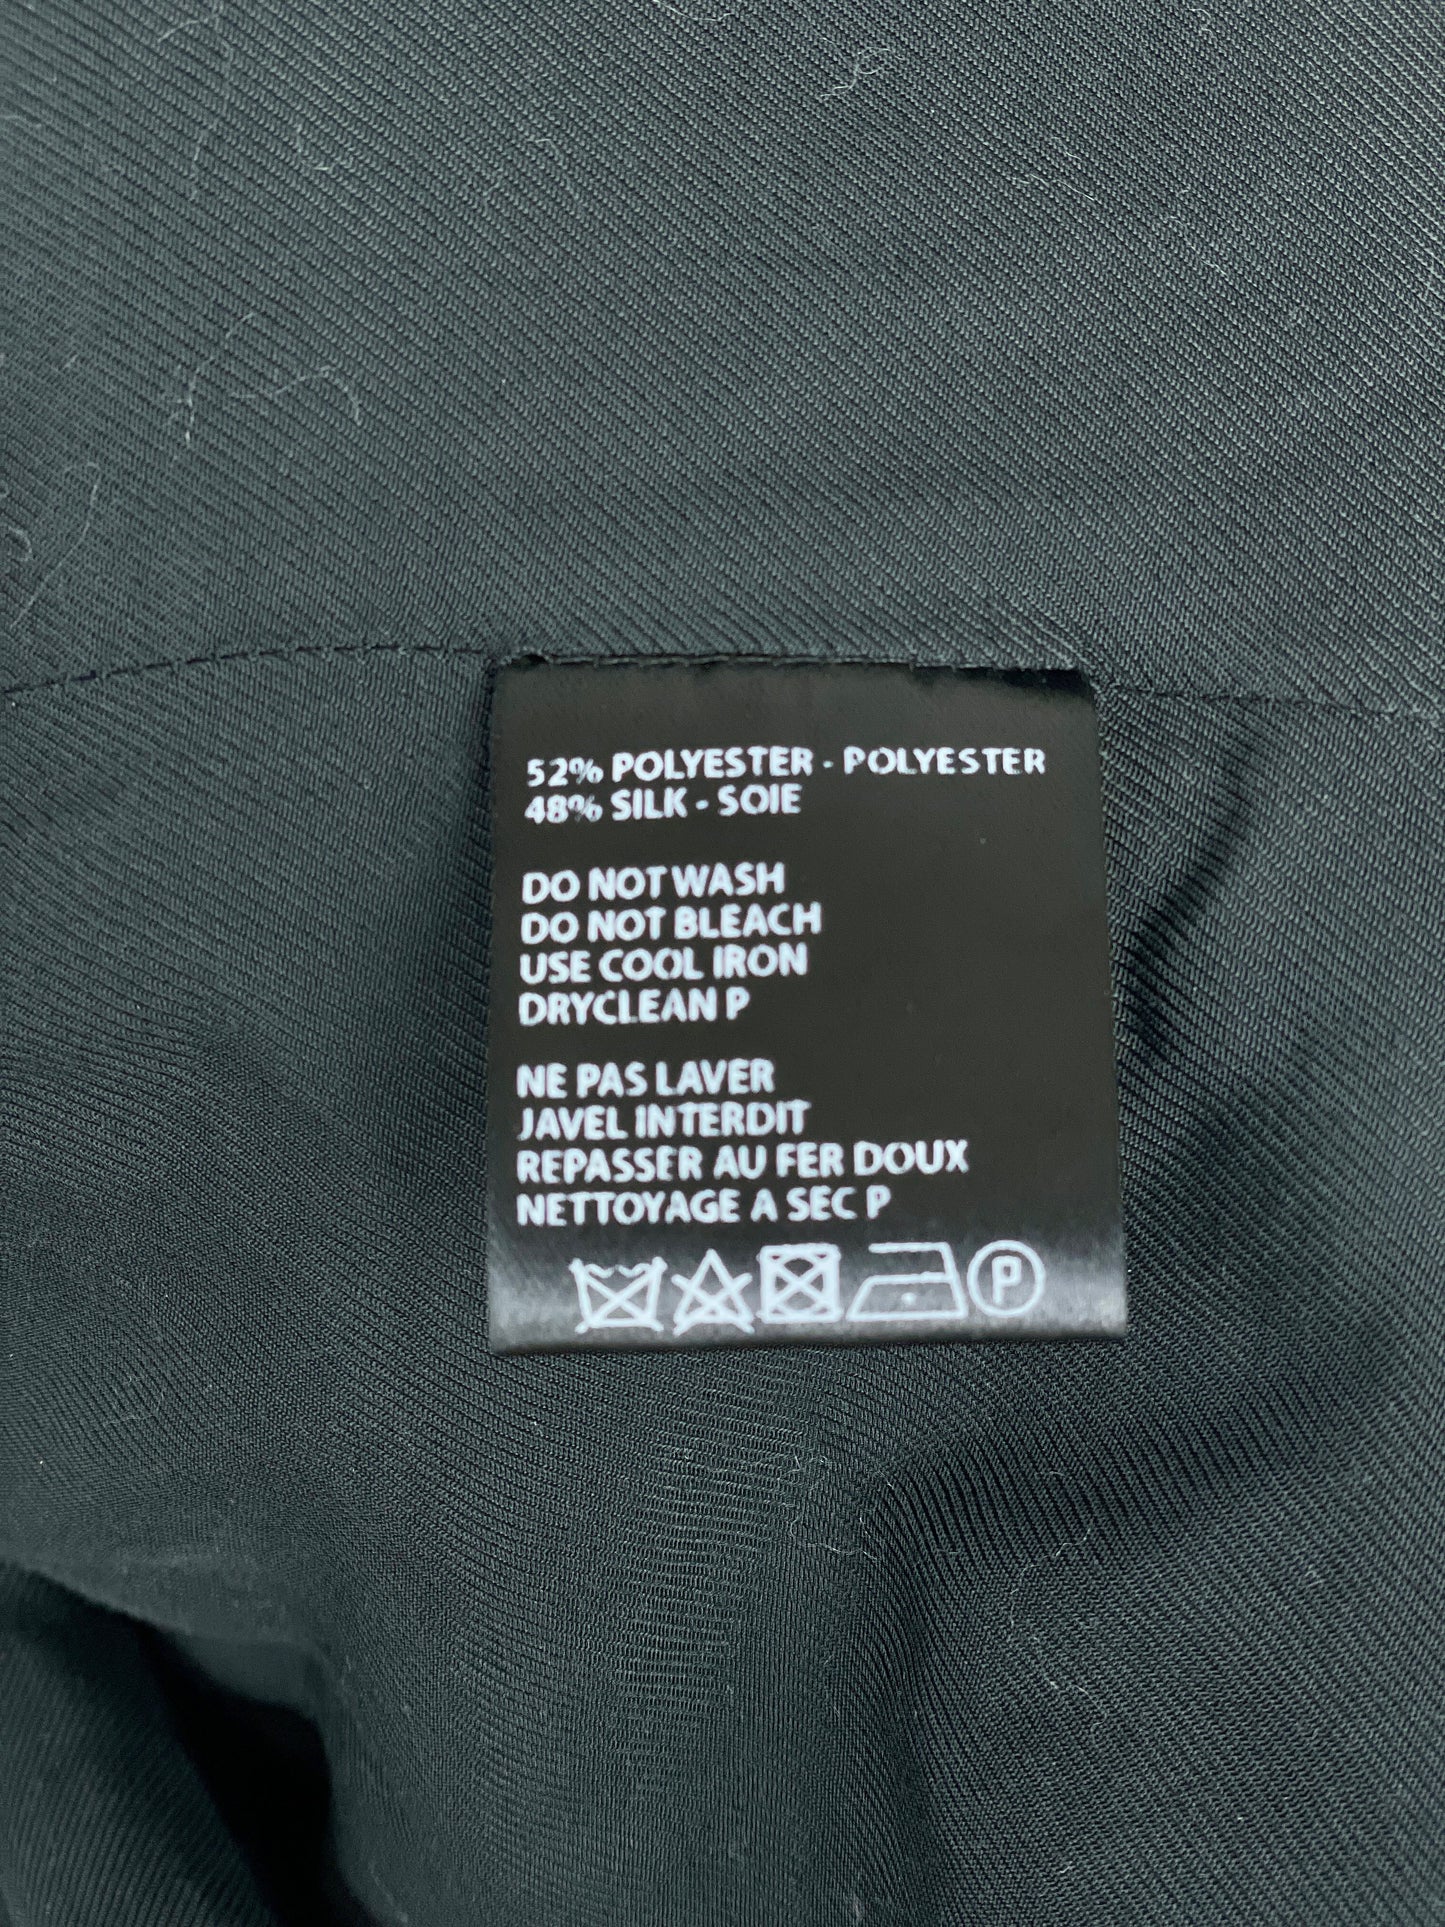 52% POLYESTER - POLYESTER
48% SILK - SOIE
DO NOT WASH
DO NOT BLEACH
USE COOL IRON
DRYCLEAN P
NE PAS LAVER
JAVEL INTERDIT
REPASSER AU FER DOUX
NETTOYAGE A SEC P
P